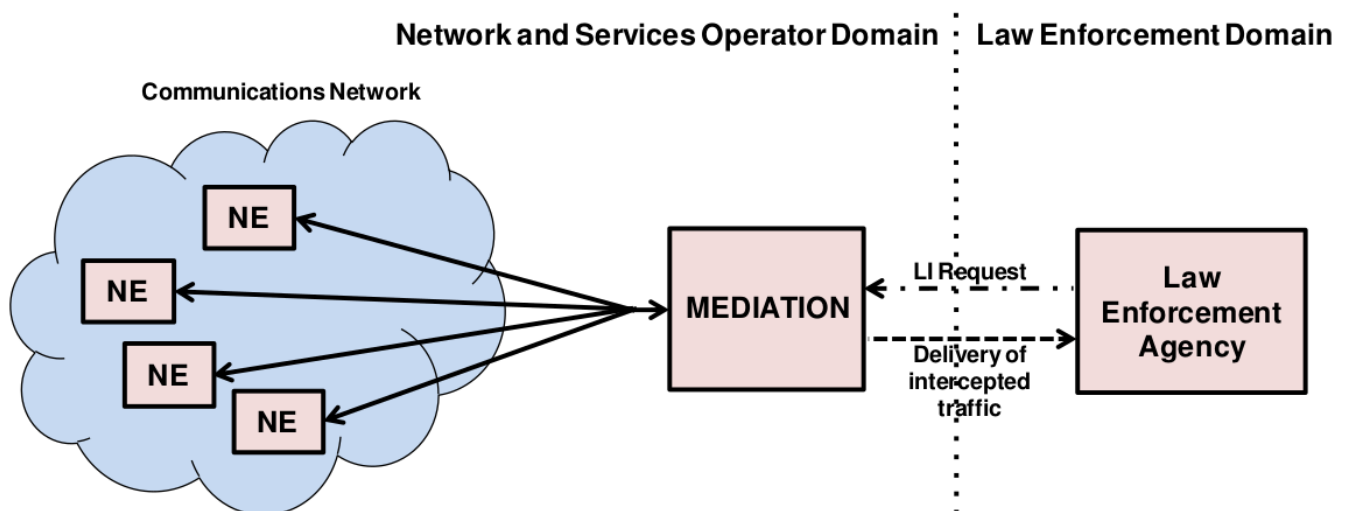 Network and Services Operator Domain
Law Enforcement Domain
Communications Network
NE
NE
NE
NE
MEDIATION
LI Request
Delivery of
intercepted
traffic
Law
Enforcement
Agency